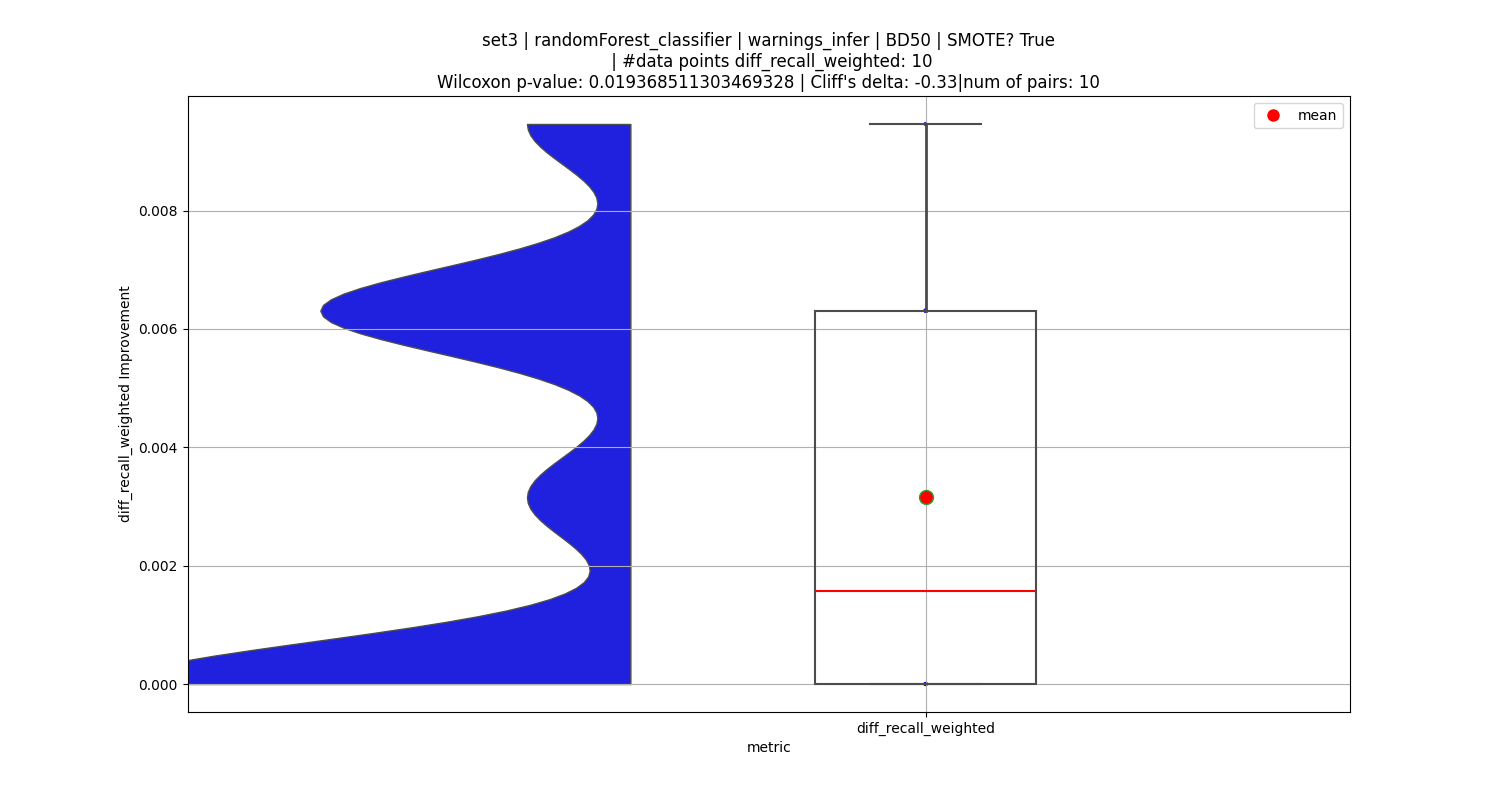 set3 | randomForest_classifier | warnings_infer | BD50 | SMOTE? True
| #data points diff_recall_weighted: 10
Wilcoxon p-value: 0.019368511303469328 | Cliff's delta: -0.33|num of pairs: 10
mean
0.008
0.006
0.004
0.002
0.000
diff_recall_weighted Improvement
diff_recall_weighted
metric